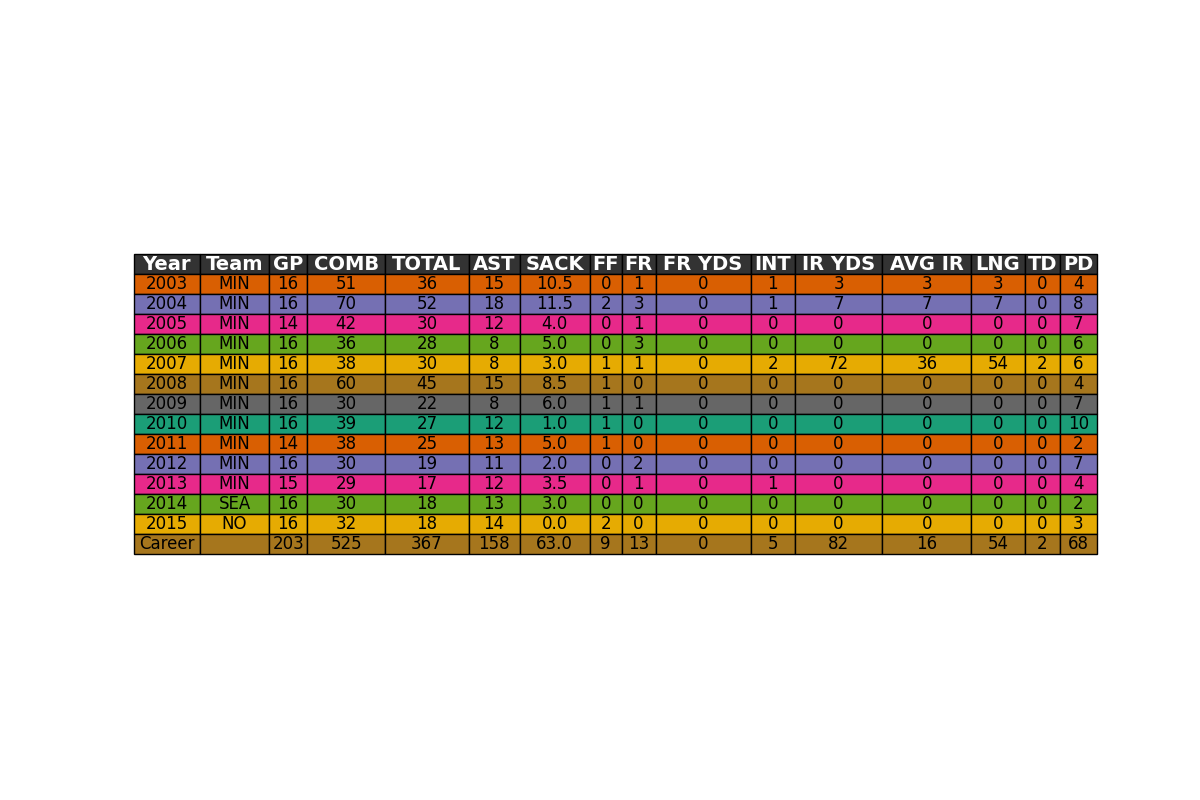 Year Team GP COMB TOTAL AST SACK FF FR FR YDS INT IR YDS AVG IR LNG TD PD
2003 MIN 16 51 36 15 10.5 0 1 0 1 3 3 3 0 4
2004 MIN 16 70 52 18 11.5 2 3 0 1 7 7 7 0 8
2005 MIN 14 42 30 12 4.0 0 1 0 0 0 0 0 0 7
2006 MIN 16 36 28 8 5.0 0 3 0 0 0 0 0 0 6
2007 MIN 16 38 30 8 3.0 1 1 0 2 72 36 54 2 6
2008 MIN 16 60 45 15 8.5 1 0 0 0 0 0 0 0 4
2009 MIN 16 30 22 8 6.0 1 1 0 0 0 0 0 0 7
2010 MIN 16 39 27 12 1.0 1 0 0 0 0 0 0 0 10
2011 MIN 14 38 25 13 5.0 1 0 0 0 0 0 0 0 2
2012 MIN 16 30 19 11 2.0 0 2 0 0 0 0 0 0 7
2013 MIN 15 29 17 12 3.5 0 1 0 1 0 0 0 0 4
2014 SEA 16 30 18 13 3.0 0 0 0 0 0 0 0 0 2
2015 NO 16 32 18 14 0.0 2 0 0 0 0 0 0 0 3
Career 203 525 367 158 63.0 9 13 0 5 82 16 54 2 68